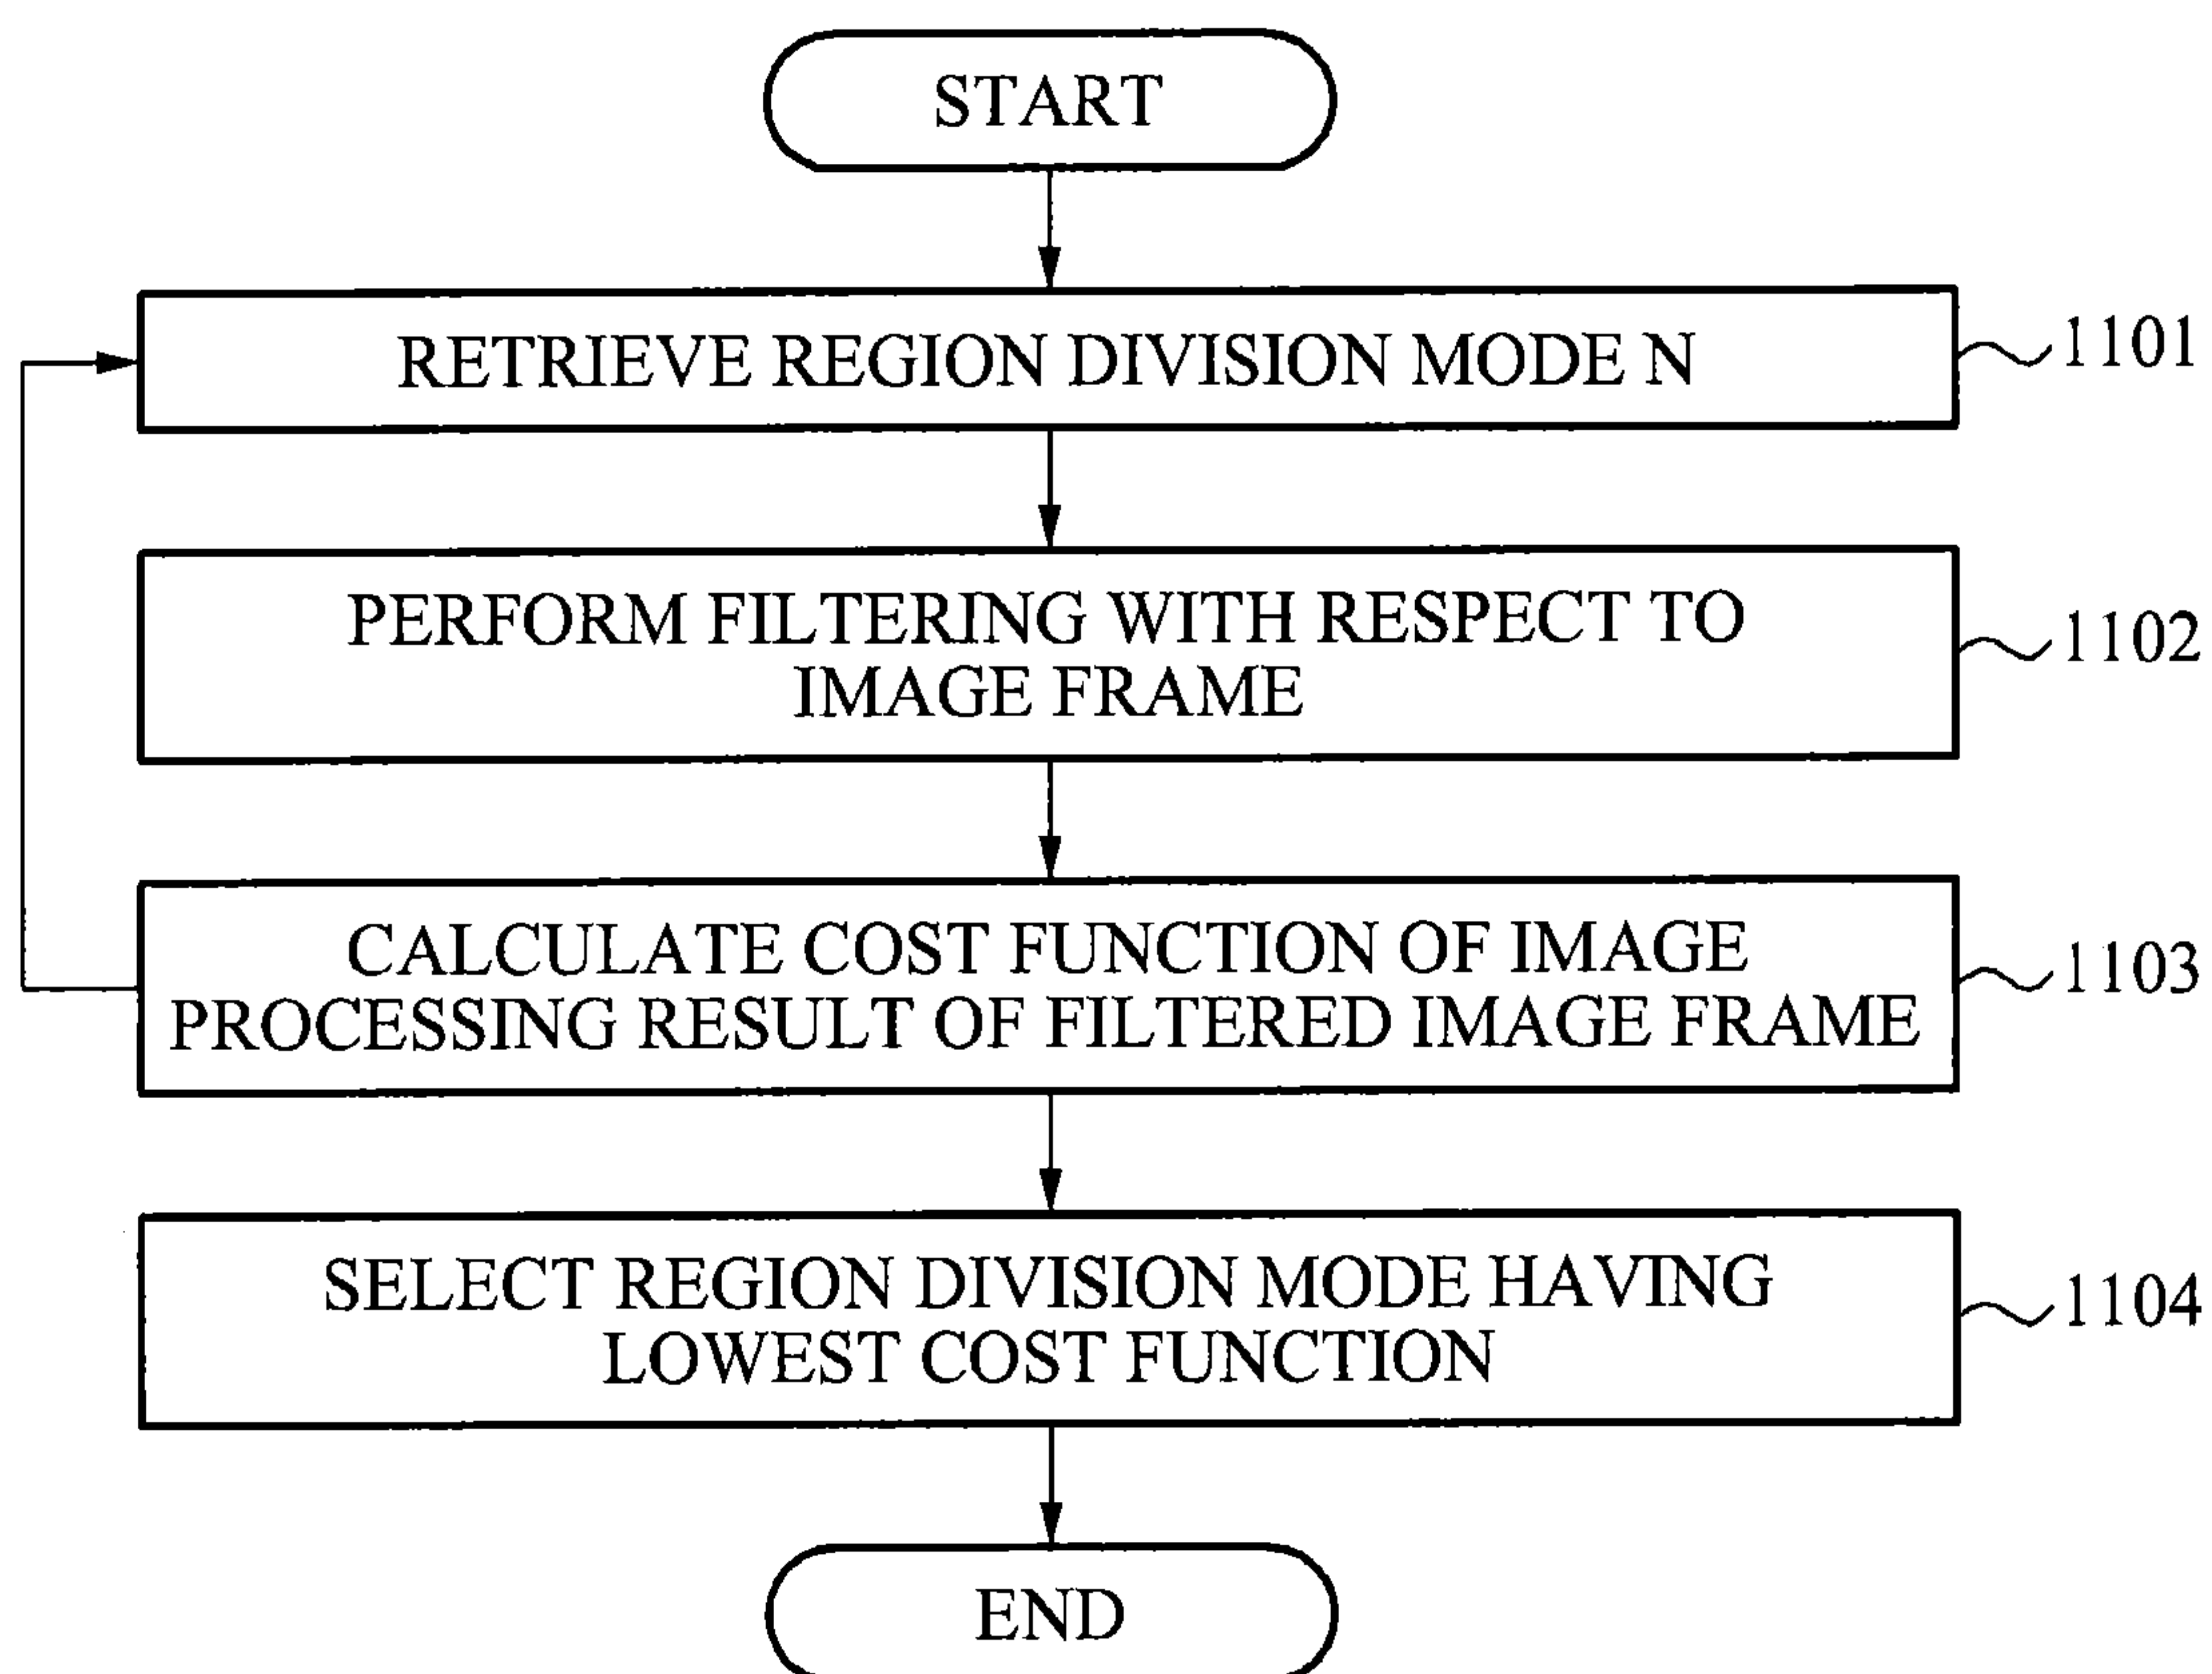 START
RETRIEVE REGION DIVISION MODE N
1101
PERFORM FILTERING WITH RESPECT TO
IMAGE FRAME
1102
CALCULATE COST FUNCTION OF IMAGE
PROCESSING RESULT OF FILTERED IMAGE FRAME
1103
SELECT REGION DIVISION MODE HAVING
LOWEST COST FUNCTION
1104
END